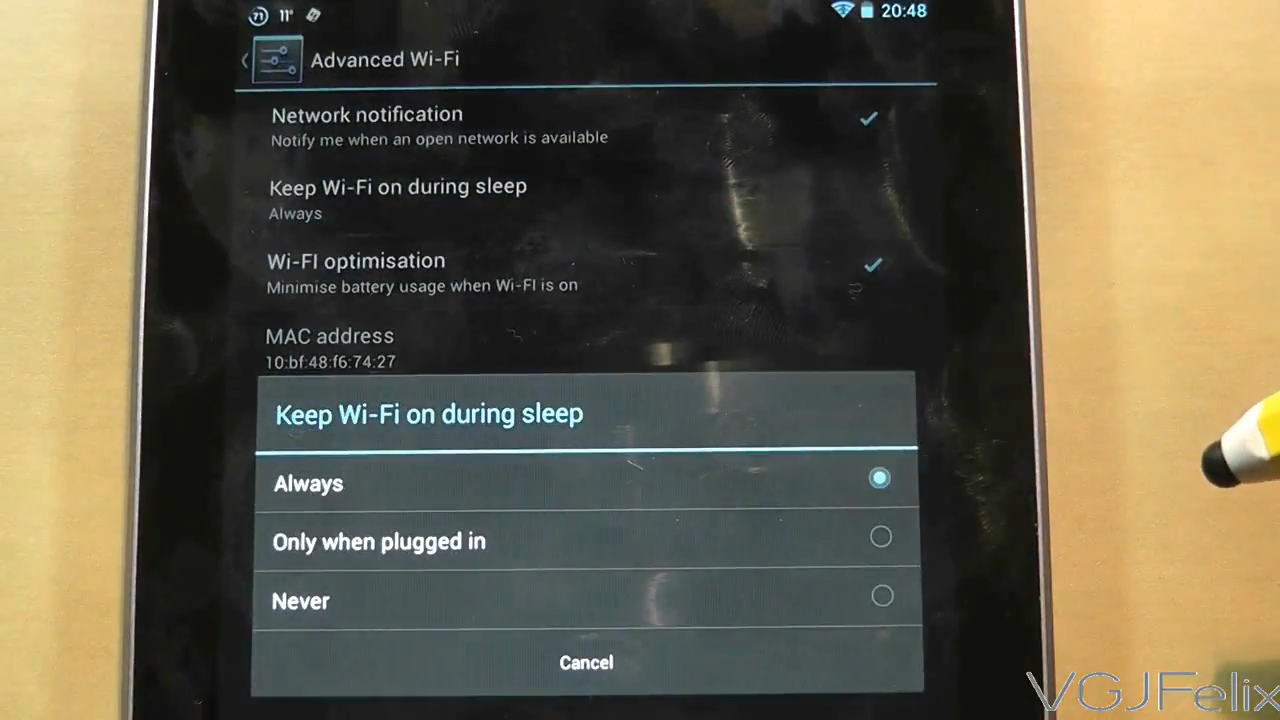 71 11° 20:48
Advanced Wi-Fi
Network notification
Notify me when an open network is available
Keep Wi-Fi on during sleep
Always
Wi-FI optimisation
Minimise battery usage when Wi-FI is on
MAC address
10:bf:48:f6:74:27
Keep Wi-Fi on during sleep
Always
Only when plugged in
Never
Cancel
VGJFelix